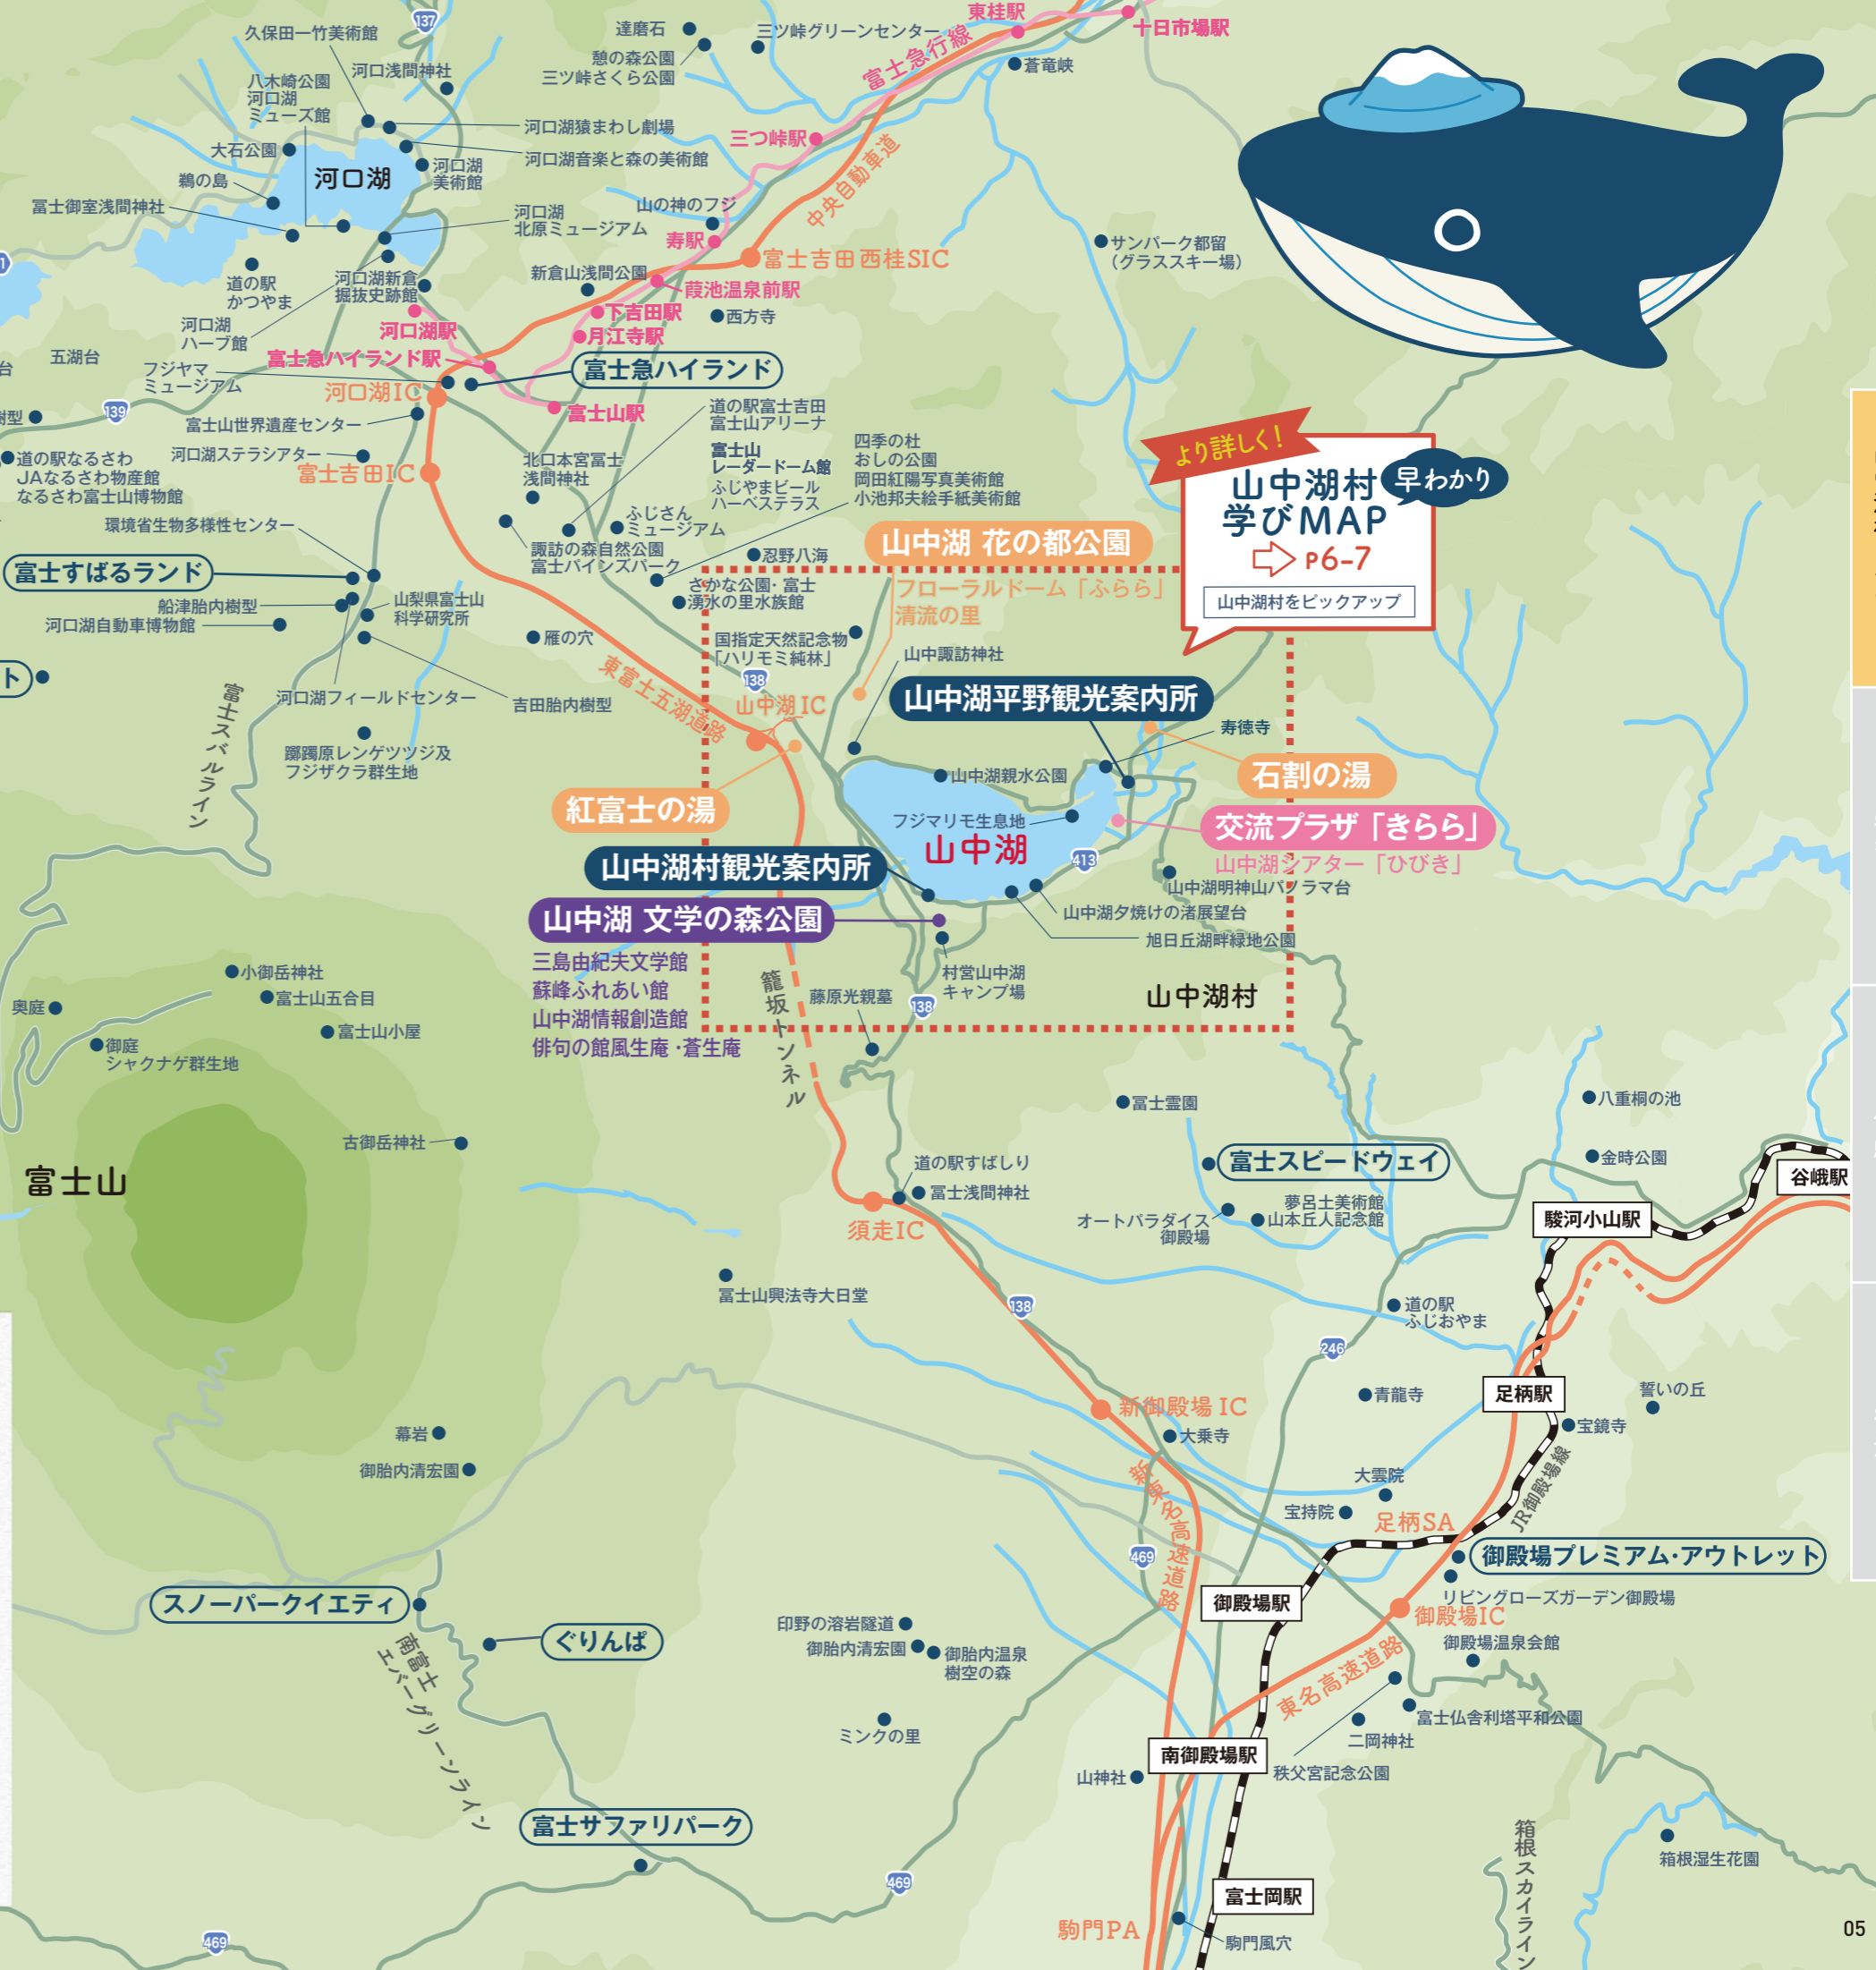 137
久保田一竹美術館
河口浅間神社
八木崎公園
河口湖
ミューズ館
大石公園
河口湖
鵜の島
冨士御室浅間神社
河口湖猿まわし劇場
河口湖音楽と森の美術館
河口湖
美術館
河口湖
北原ミュージアム
達磨石
憩の森公園
三ツ峠さくら公園
三ツ峠グリーンセンター
東桂駅
十日市場駅
富士急行線
蒼竜峡
三つ峠駅
中央自動車道
山の神のフジ
寿駅
富士吉田西桂SIC
サンパーク都留
（グラススキー場）
新倉山浅間公園
葭池温泉前駅
下吉田駅
月江寺駅
西方寺
道の駅
かつやま
河口湖新倉
掘抜史跡館
河口湖
ハーブ館
河口湖駅
富士急ハイランド駅
五湖台
台
フジヤマ
ミュージアム
富士急ハイランド
河口湖IC
富士山駅
139
樹型
富士山世界遺産センター
河口湖ステラシアター
富士吉田IC
道の駅なるさわ
JAなるさわ物産館
なるさわ富士山博物館
道の駅富士吉田
富士山アリーナ
富士山
レーダードーム館
ふじやまビール
ハーベステラス
四季の杜
おしの公園
岡田紅陽写真美術館
小池邦夫絵手紙美術館
北口本宮冨士
浅間神社
ふじさん
ミュージアム
諏訪の森自然公園
富士パインズパーク
環境省生物多様性センター
富士すばるランド
船津胎内樹型
河口湖自動車博物館
山梨県富士山
科学研究所
忍野八海
さかな公園・富士
湧水の里水族館
雁の穴
国指定天然記念物
「ハリモミ純林」
山中湖 花の都公園
フローラルドーム「ふらら」
清流の里
より詳しく！
山中湖村
学びMAP
早わかり
P6-7
山中湖村をピックアップ
ト
富士スバルライン
河口湖フィールドセンター
吉田胎内樹型
躑躅原レンゲツツジ及
フジザクラ群生地
東富士五湖道路
138
山中湖IC
山中諏訪神社
山中湖平野観光案内所
寿徳寺
石割の湯
山中湖親水公園
フジマリモ生息地
山中湖
紅富士の湯
交流プラザ「きらら」
山中湖シアター「ひびき」
413
山中湖村観光案内所
山中湖明神山パノラマ台
山中湖 文学の森公園
三島由紀夫文学館
蘇峰ふれあい館
山中湖情報創造館
俳句の館風生庵・蒼生庵
山中湖夕焼けの渚展望台
旭日丘湖畔緑地公園
村営山中湖
キャンプ場
山中湖村
籠坂トンネル
藤原光親墓
138
小御岳神社
富士山五合目
奥庭
富士山小屋
御庭
シャクナゲ群生地
富士山
古御岳神社
冨士霊園
八重桐の池
金時公園
谷峨駅
富士スピードウェイ
道の駅すばしり
冨士浅間神社
須走IC
夢呂土美術館
山本丘人記念館
オートパラダイス
御殿場
駿河小山駅
冨士山興法寺大日堂
138
道の駅
ふじおやま
246
新御殿場IC
青龍寺
足柄駅
誓いの丘
宝鏡寺
幕岩
御胎内清宏園
大乗寺
新東名高速道路
大雲院
宝持院
足柄SA
JR御殿場線
469
御殿場プレミアム・アウトレット
リビングローズガーデン御殿場
スノーパークイエティ
ぐりんぱ
南富士
エバーグリーンライン
印野の溶岩隧道
御胎内清宏園
御胎内温泉
樹空の森
御殿場駅
御殿場IC
御殿場温泉会館
東名高速道路
ミンクの里
富士仏舎利塔平和公園
二岡神社
南御殿場駅
秩父宮記念公園
山神社
富士サファリパーク
469
箱根スカイライン
箱根湿生花園
富士岡駅
駒門PA
駒門風穴
469
05